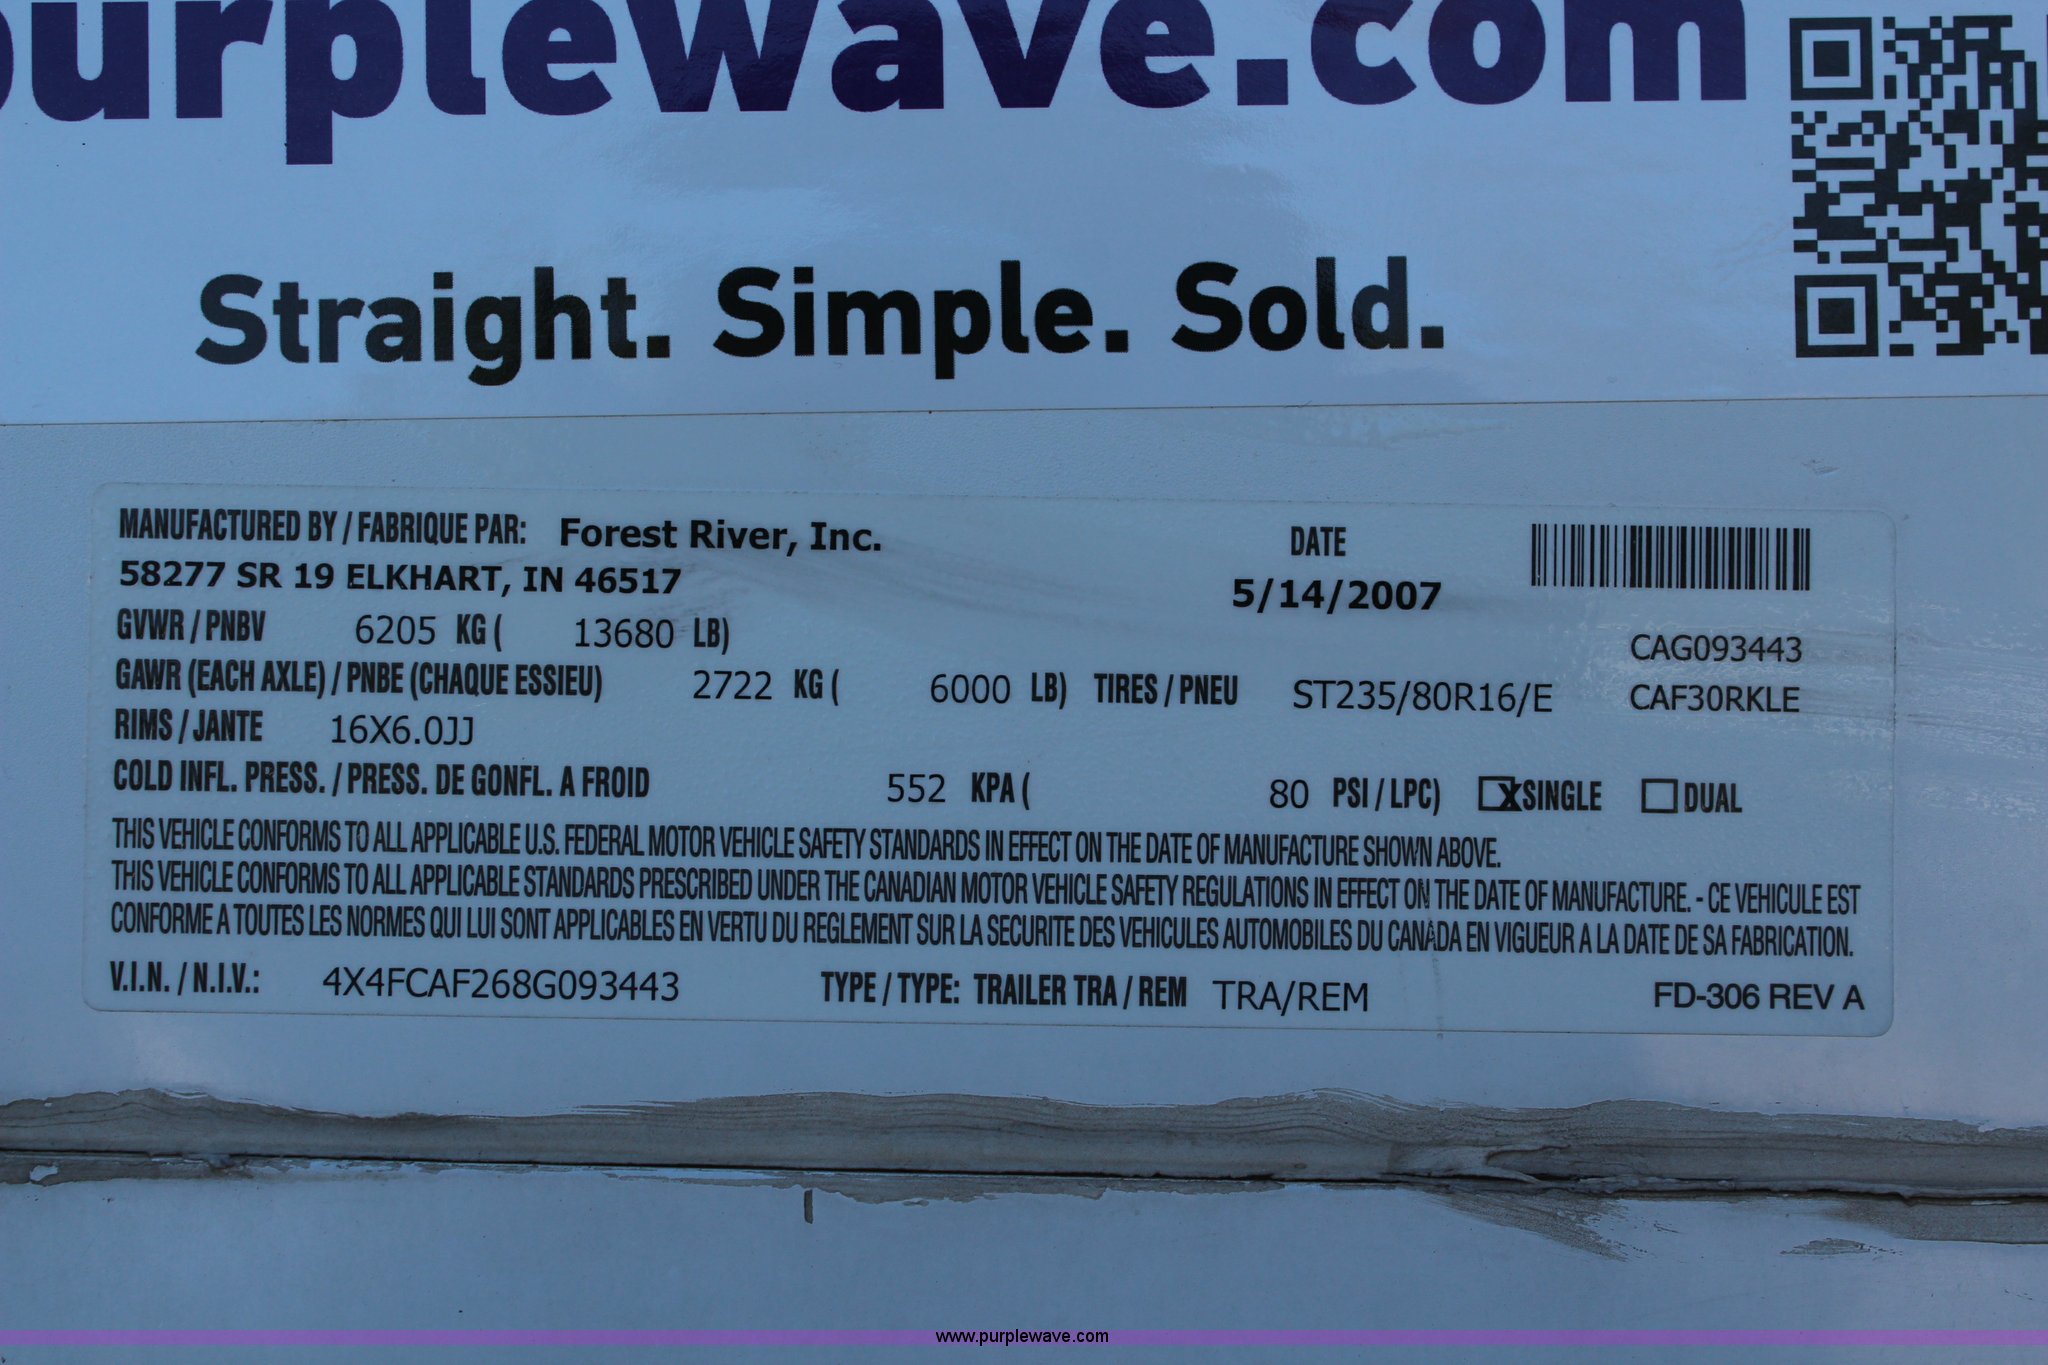 purplewave.com
Straight. Simple. Sold.
MANUFACTURED BY / FABRIQUE PAR: Forest River, Inc. DATE
58277 SR 19 ELKHART, IN 46517 5/14/2007
GVWR / PNBV 6205 KG ( 13680 LB) CAG093443
GAWR (EACH AXLE) / PNBE (CHAQUE ESSIEU) 2722 KG ( 6000 LB) TIRES / PNEU ST235/80R16/E CAF30RKLE
RIMS / JANTE 16X6.0JJ
COLD INFL. PRESS. / PRESS. DE GONFL. A FROID 552 KPA ( 80 PSI / LPC) X SINGLE DUAL
THIS VEHICLE CONFORMS TO ALL APPLICABLE U.S. FEDERAL MOTOR VEHICLE SAFETY STANDARDS IN EFFECT ON THE DATE OF MANUFACTURE SHOWN ABOVE.
THIS VEHICLE CONFORMS TO ALL APPLICABLE STANDARDS PRESCRIBED UNDER THE CANADIAN MOTOR VEHICLE SAFETY REGULATIONS IN EFFECT ON THE DATE OF MANUFACTURE. - CE VEHICULE EST
CONFORME A TOUTES LES NORMES QUI LUI SONT APPLICABLES EN VERTU DU REGLEMENT SUR LA SECURITE DES VEHICULES AUTOMOBILES DU CANADA EN VIGUEUR A LA DATE DE SA FABRICATION.
V.I.N. / N.I.V.: 4X4FCAF268G093443 TYPE / TYPE: TRAILER TRA / REM TRA/REM FD-306 REV A
www.purplewave.com